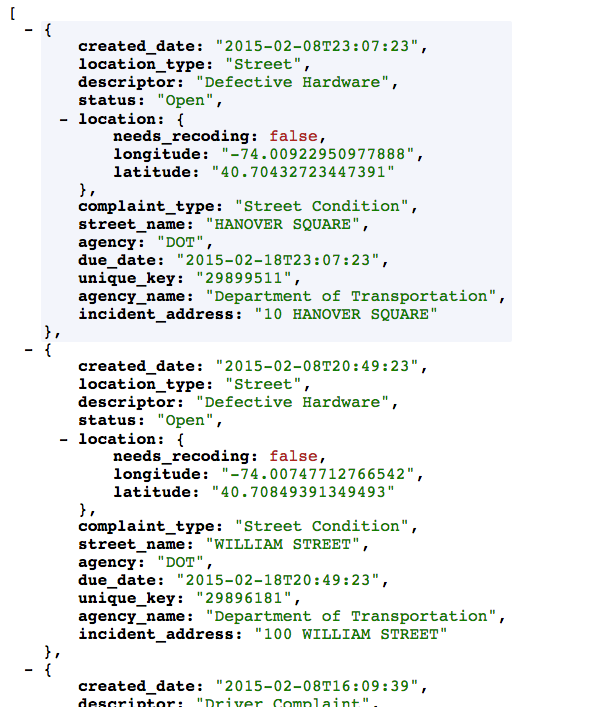 [
- {
created_date: "2015-02-08T23:07:23",
location_type: "Street",
descriptor: "Defective Hardware",
status: "Open",
- location: {
needs_recoding: false,
longitude: "-74.00922950977888",
latitude: "40.70432723447391"
},
complaint_type: "Street Condition",
street_name: "HANOVER SQUARE",
agency: "DOT",
due_date: "2015-02-18T23:07:23",
unique_key: "29899511",
agency_name: "Department of Transportation",
incident_address: "10 HANOVER SQUARE"
},
- {
created_date: "2015-02-08T20:49:23",
location_type: "Street",
descriptor: "Defective Hardware",
status: "Open",
- location: {
needs_recoding: false,
longitude: "-74.00747712766542",
latitude: "40.70849391349493"
},
complaint_type: "Street Condition",
street_name: "WILLIAM STREET",
agency: "DOT",
due_date: "2015-02-18T20:49:23",
unique_key: "29896181",
agency_name: "Department of Transportation",
incident_address: "100 WILLIAM STREET"
},
- {
created_date: "2015-02-08T16:09:39",
descriptor: "Driver Complaint",